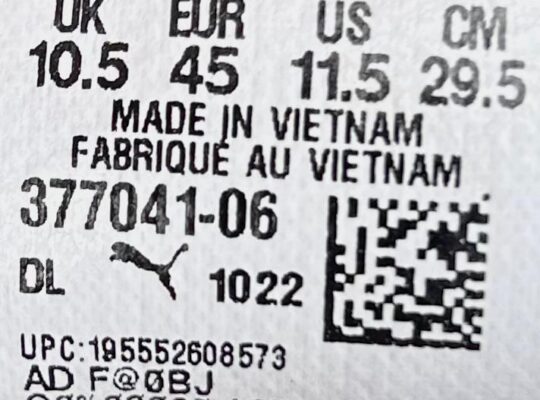 UK EUR US CM
10.5 45 11.5 29.5
MADE IN VIETNAM
FABRIQUÉ AU VIETNAM
377041-06
DL 1022
UPC:195552608573
AD F@ØBJ